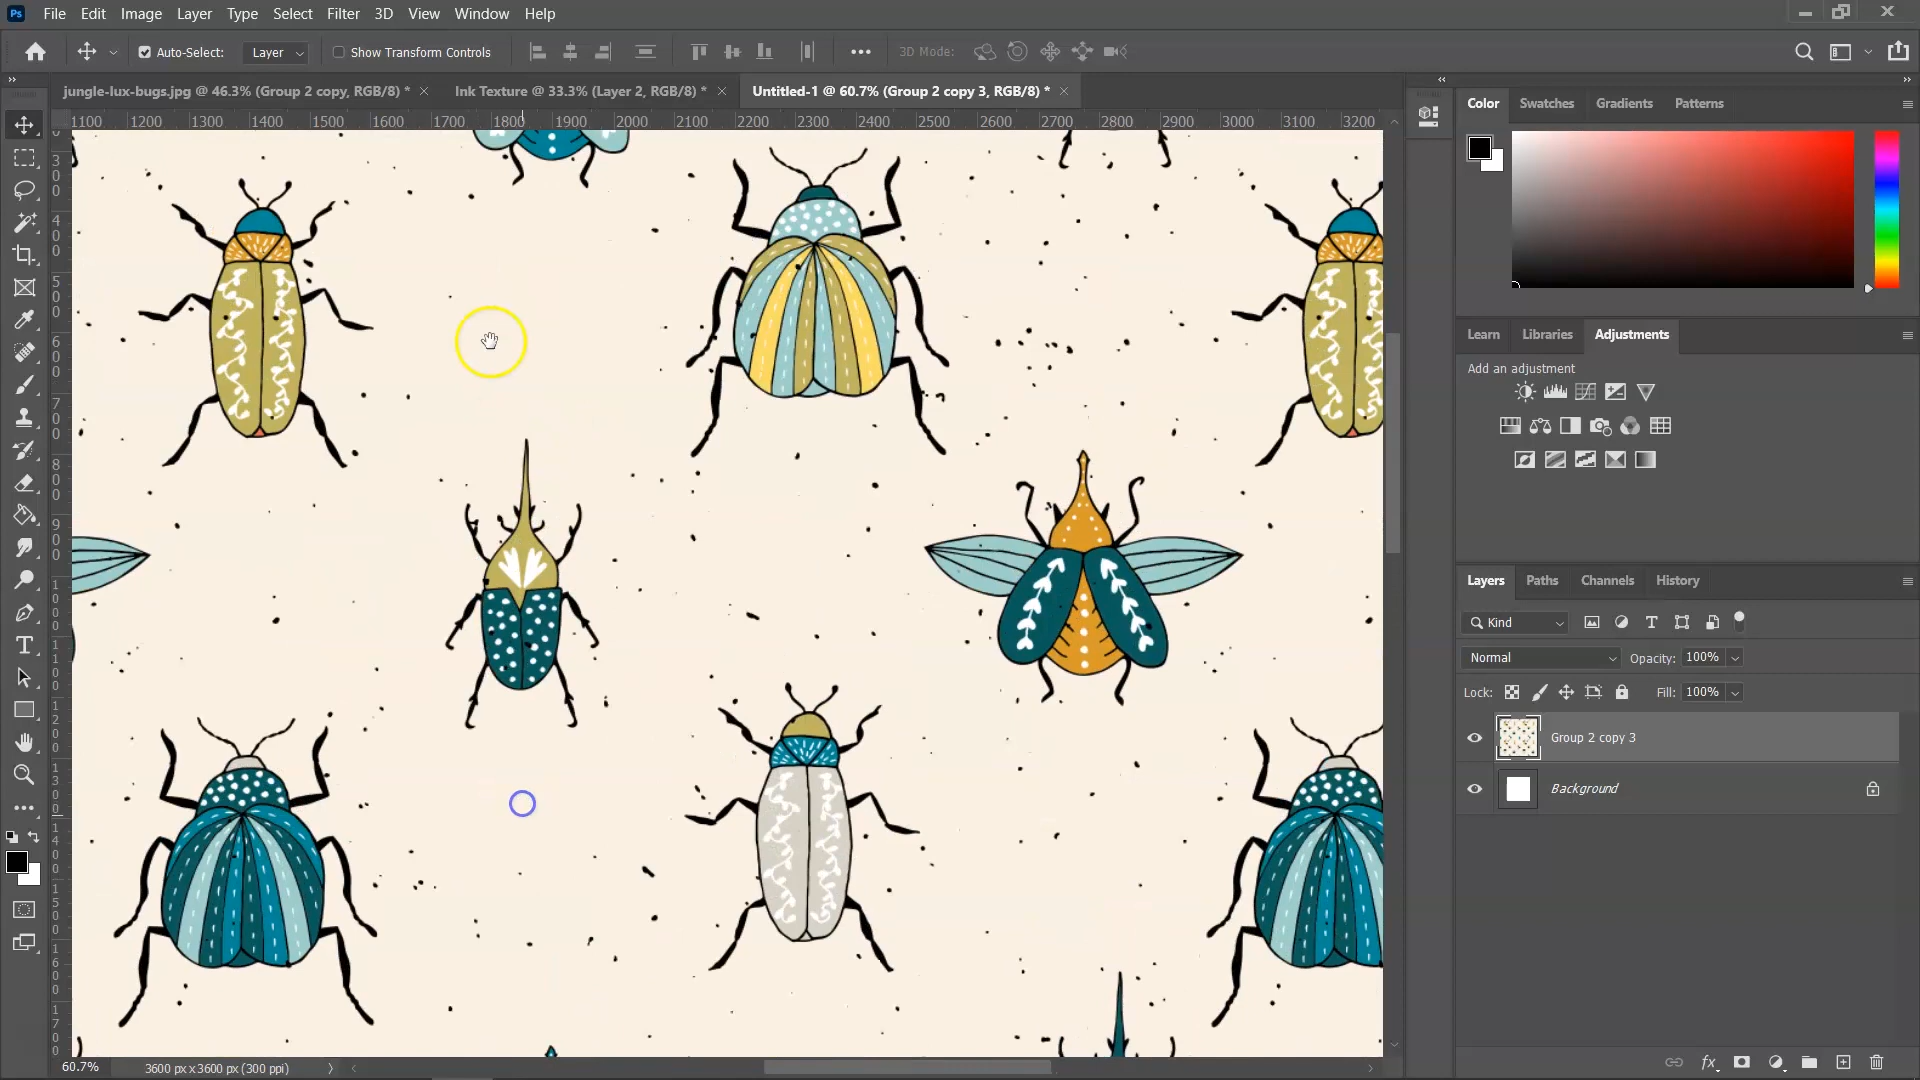 Ps File Edit Image Layer Type Select Filter 3D View Window Help
Auto-Select: Layer Show Transform Controls 3D Mode:
jungle-lux-bugs.jpg @ 46.3% (Group 2 copy, RGB/8) * Ink Texture @ 33.3% (Layer 2, RGB/8) * Untitled-1 @ 60.7% (Group 2 copy 3, RGB/8) *
1100 1200 1300 1400 1500 1600 1700 1800 1900 2000 2100 2200 2300 2400 2500 2600 2700 2800 2900 3000 3100 3200
Color Swatches Gradients Patterns
Learn Libraries Adjustments
Add an adjustment
Layers Paths Channels History
Kind
Normal Opacity: 100%
Lock: Fill: 100%
Group 2 copy 3
Background
60.7% 3600 px x 3600 px (300 ppi)